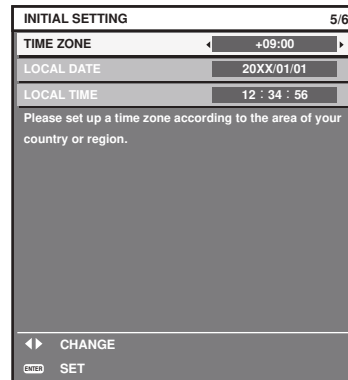 INITIAL SETTING 5/6
TIME ZONE +09:00
LOCAL DATE 20XX/01/01
LOCAL TIME 12 : 34 : 56
Please set up a time zone according to the area of your
country or region.
CHANGE
ENTER SET